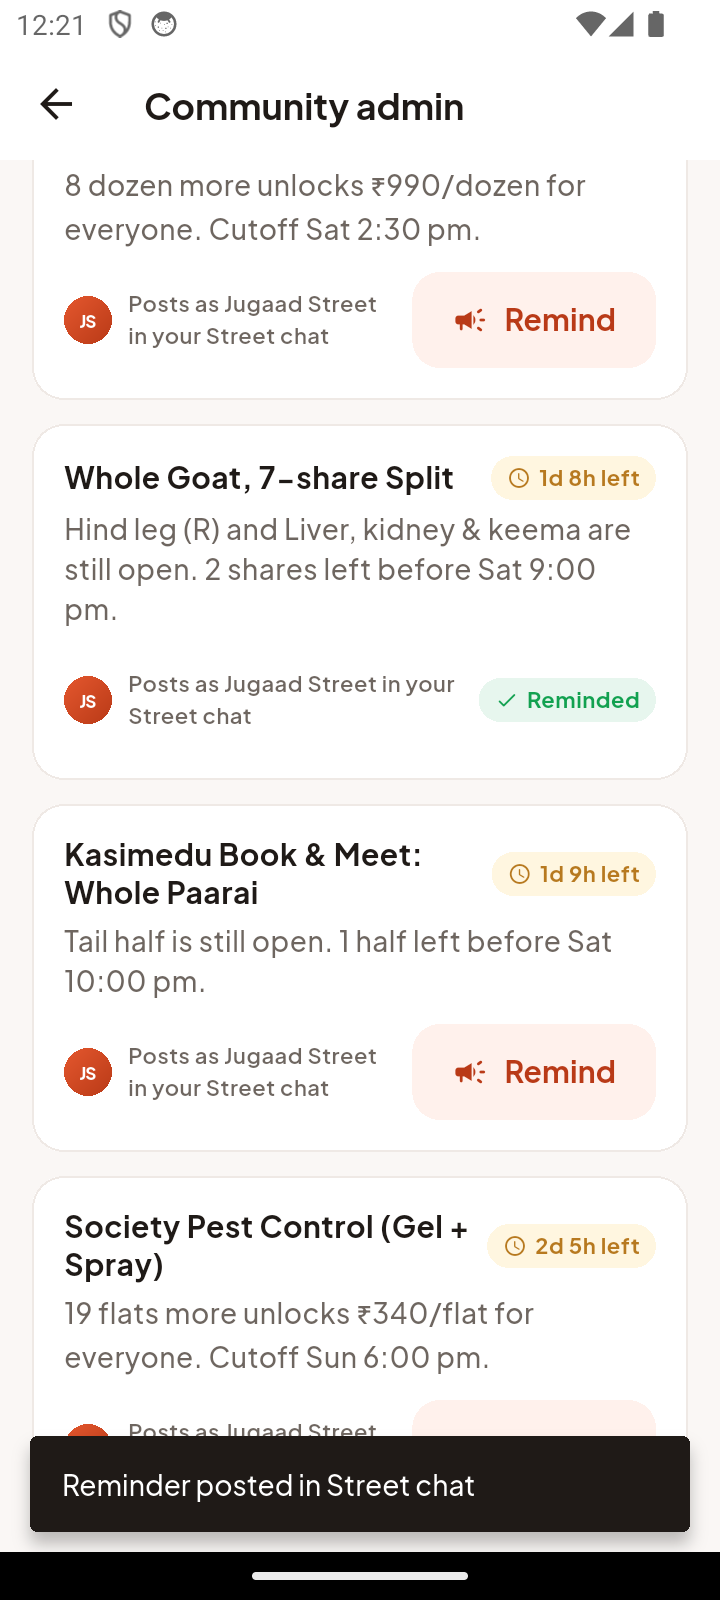 12:21
Community admin
8 dozen more unlocks ₹990/dozen for
everyone. Cutoff Sat 2:30 pm.
JS
Posts as Jugaad Street
in your Street chat
Remind
Whole Goat, 7-share Split
1d 8h left
Hind leg (R) and Liver, kidney & keema are
still open. 2 shares left before Sat 9:00
pm.
JS
Posts as Jugaad Street in your
Street chat
Reminded
Kasimedu Book & Meet:
Whole Paarai
1d 9h left
Tail half is still open. 1 half left before Sat
10:00 pm.
JS
Posts as Jugaad Street
in your Street chat
Remind
Society Pest Control (Gel +
Spray)
2d 5h left
19 flats more unlocks ₹340/flat for
everyone. Cutoff Sun 6:00 pm.
Posts as Jugaad Street
Reminder posted in Street chat